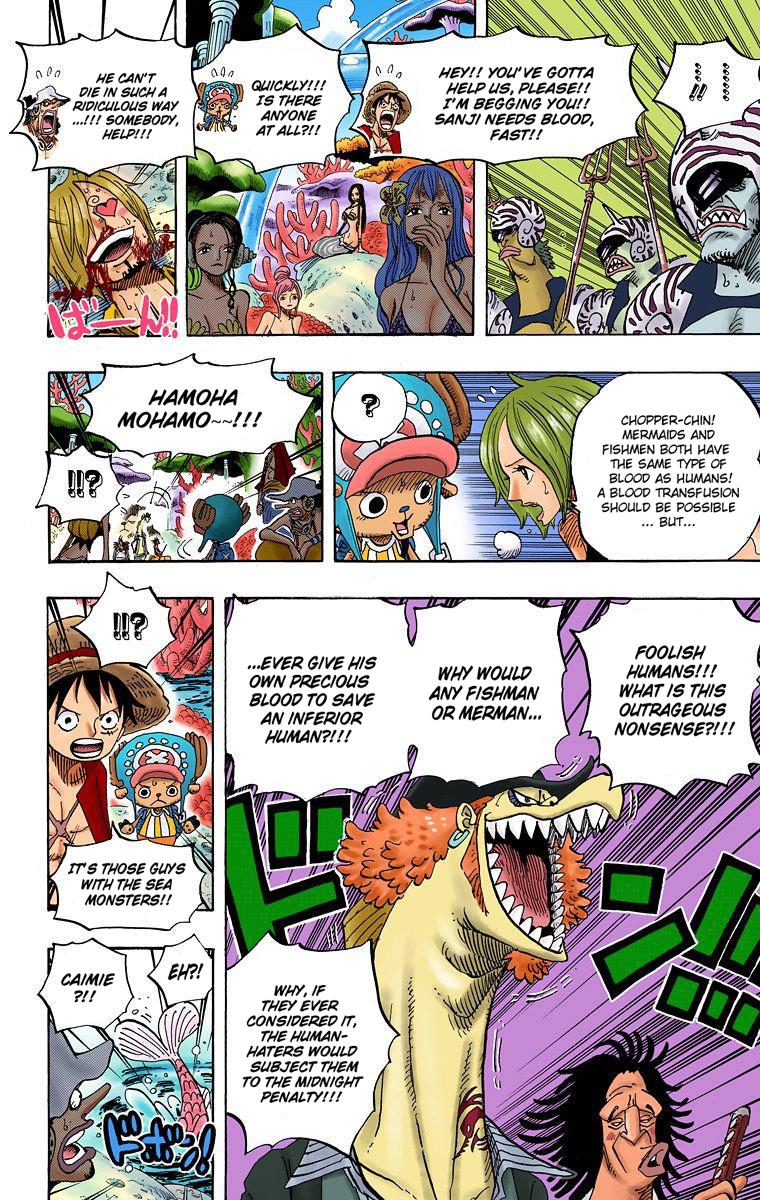 !! !!
HEY!! YOU'VE GOTTA
HELP US, PLEASE!!
I'M BEGGING YOU!!
SANJI NEEDS BLOOD,
FAST!!
QUICKLY!!!
IS THERE
ANYONE
AT ALL?!!
HE CAN'T
DIE IN SUCH A
RIDICULOUS WAY
...!!! SOMEBODY,
HELP!!!
ばーん!!
CHOPPER-CHIN!
MERMAIDS AND
FISHMEN BOTH HAVE
THE SAME TYPE OF
BLOOD AS HUMANS!
A BLOOD TRANSFUSION
SHOULD BE POSSIBLE
... BUT...
?
HAMOHA
MOHAMO~~!!!
!!?
FOOLISH
HUMANS!!!
WHAT IS THIS
OUTRAGEOUS
NONSENSE?!!!
WHY WOULD
ANY FISHMAN
OR MERMAN...
...EVER GIVE HIS
OWN PRECIOUS
BLOOD TO SAVE
AN INFERIOR
HUMAN?!!!
ドーン!!!
WHY, IF
THEY EVER
CONSIDERED IT,
THE HUMAN-
HATERS WOULD
SUBJECT THEM
TO THE MIDNIGHT
PENALTY!!!
!!?
IT'S THOSE GUYS
WITH THE SEA
MONSTERS!!
EH?!
CAIMIE
?!!
ドボン!